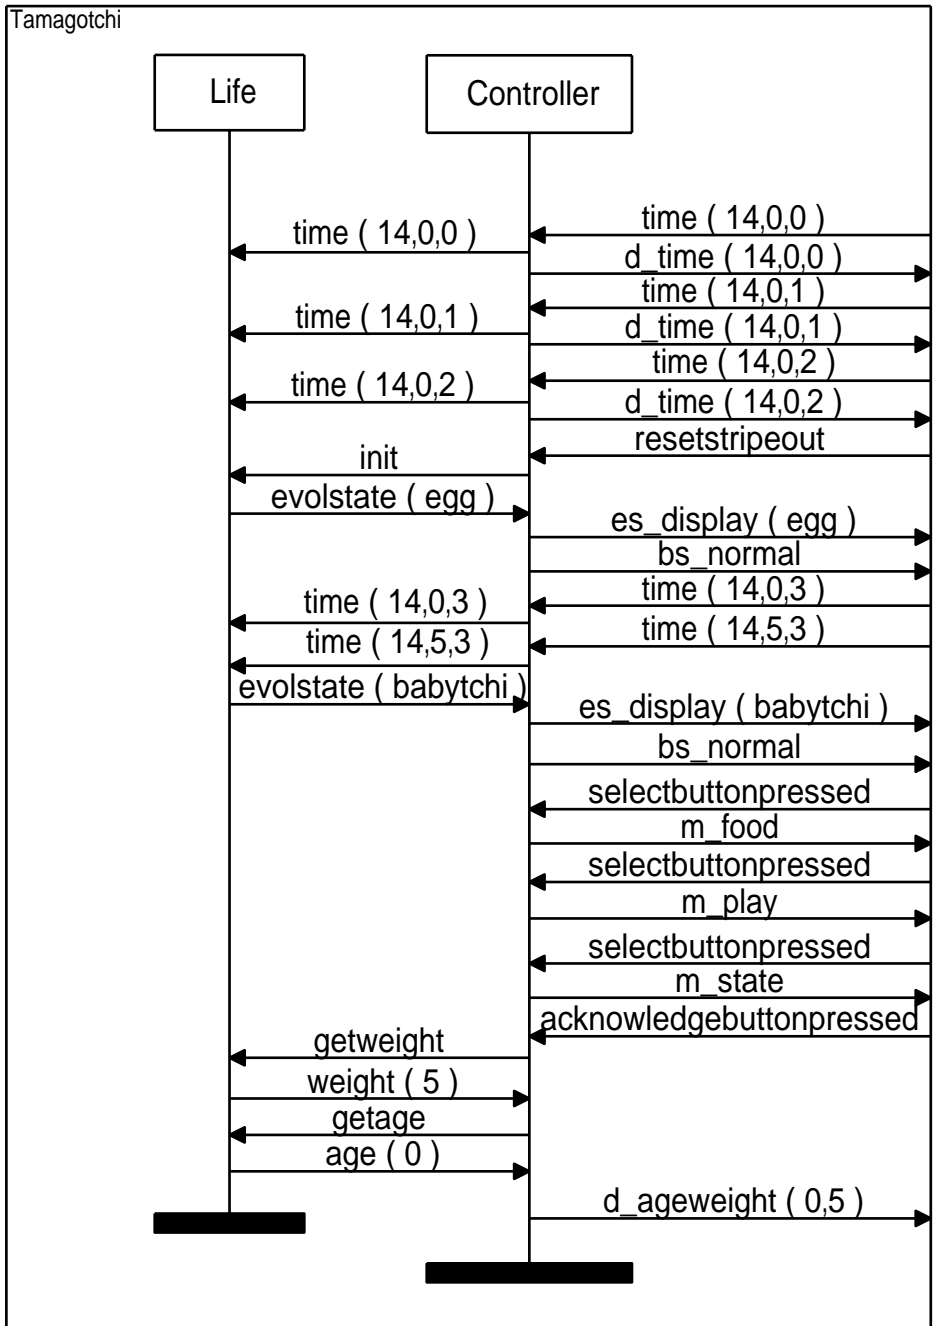 Tamagotchi
Life
Controller
time ( 14,0,0 )
time ( 14,0,0 )
d_time ( 14,0,0 )
time ( 14,0,1 )
time ( 14,0,1 )
d_time ( 14,0,1 )
time ( 14,0,2 )
time ( 14,0,2 )
d_time ( 14,0,2 )
resetstripeout
init
evolstate ( egg )
es_display ( egg )
bs_normal
time ( 14,0,3 )
time ( 14,0,3 )
time ( 14,5,3 )
time ( 14,5,3 )
evolstate ( babytchi )
es_display ( babytchi )
bs_normal
selectbuttonpressed
m_food
selectbuttonpressed
m_play
selectbuttonpressed
m_state
acknowledgebuttonpressed
getweight
weight ( 5 )
getage
age ( 0 )
d_ageweight ( 0,5 )